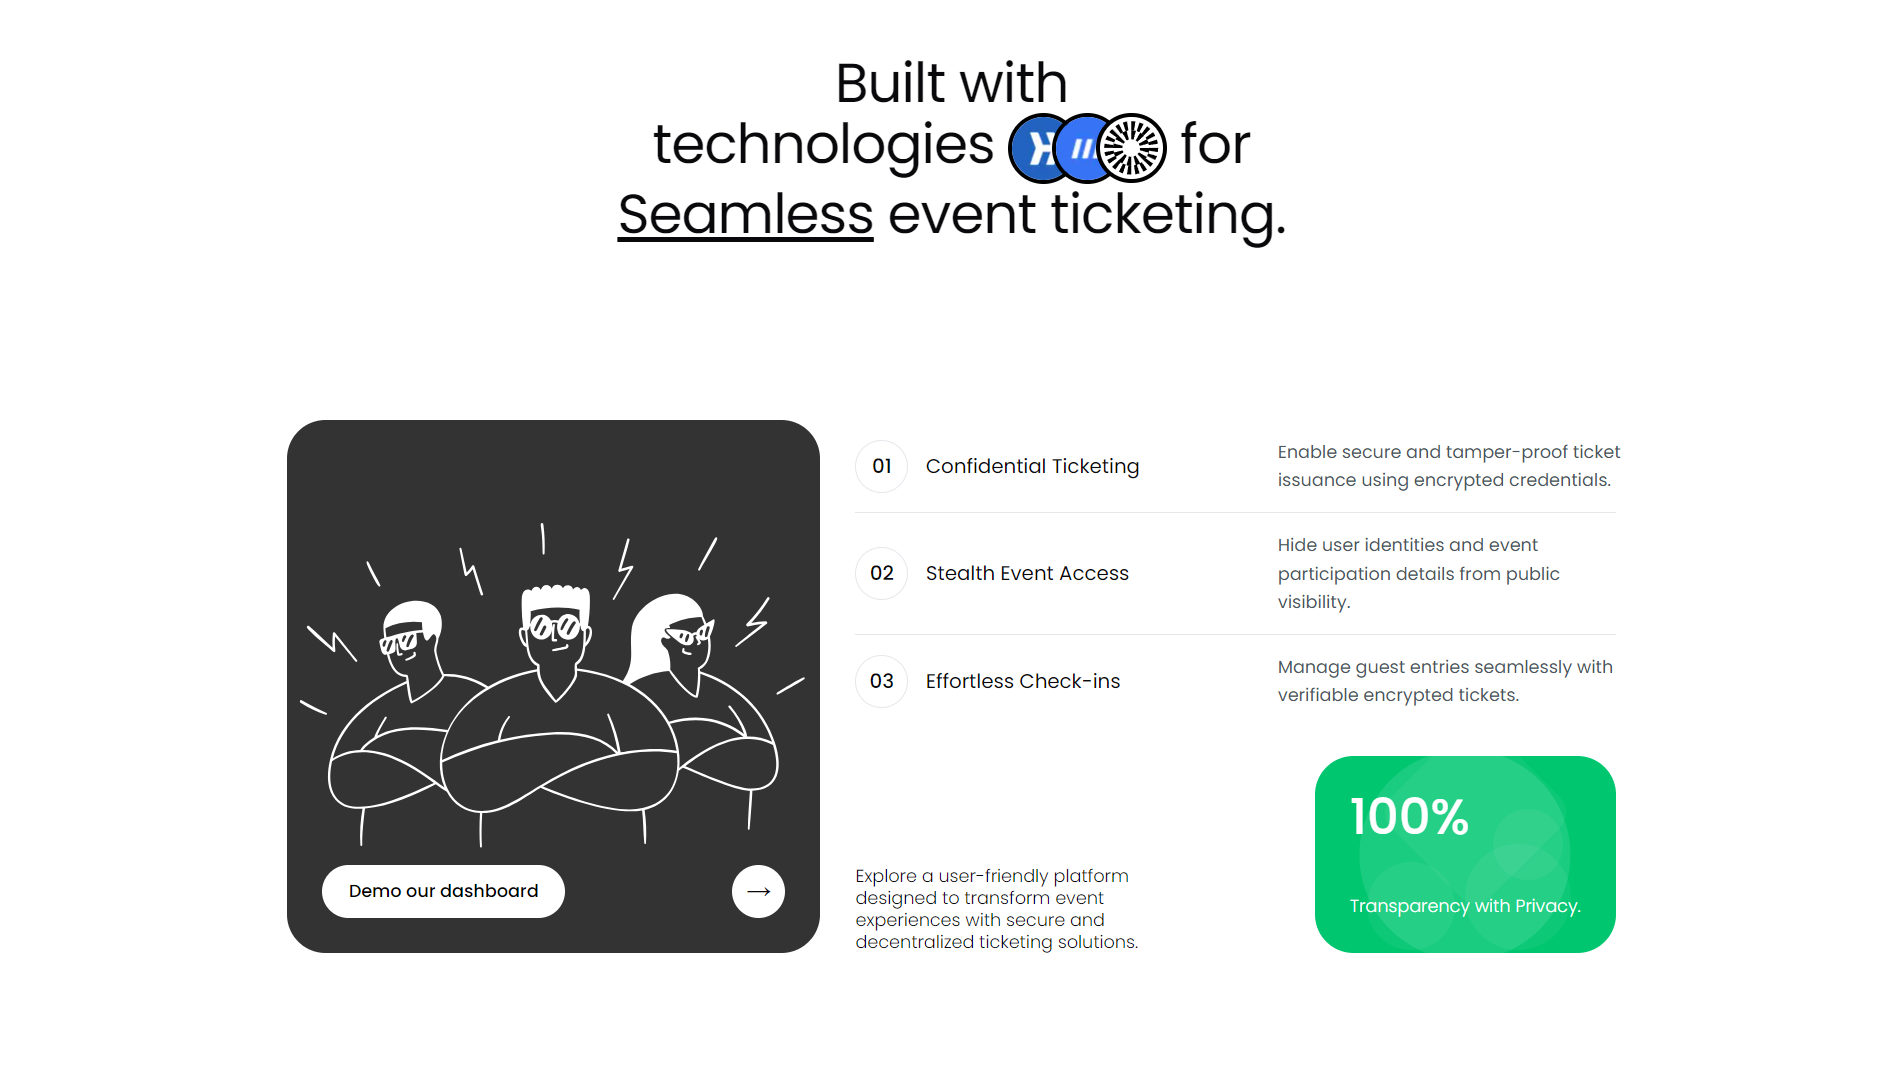 Built with
technologies for
Seamless event ticketing.
01 Confidential Ticketing
Enable secure and tamper-proof ticket
issuance using encrypted credentials.
02 Stealth Event Access
Hide user identities and event
participation details from public
visibility.
03 Effortless Check-ins
Manage guest entries seamlessly with
verifiable encrypted tickets.
Demo our dashboard
Explore a user-friendly platform
designed to transform event
experiences with secure and
decentralized ticketing solutions.
100%
Transparency with Privacy.